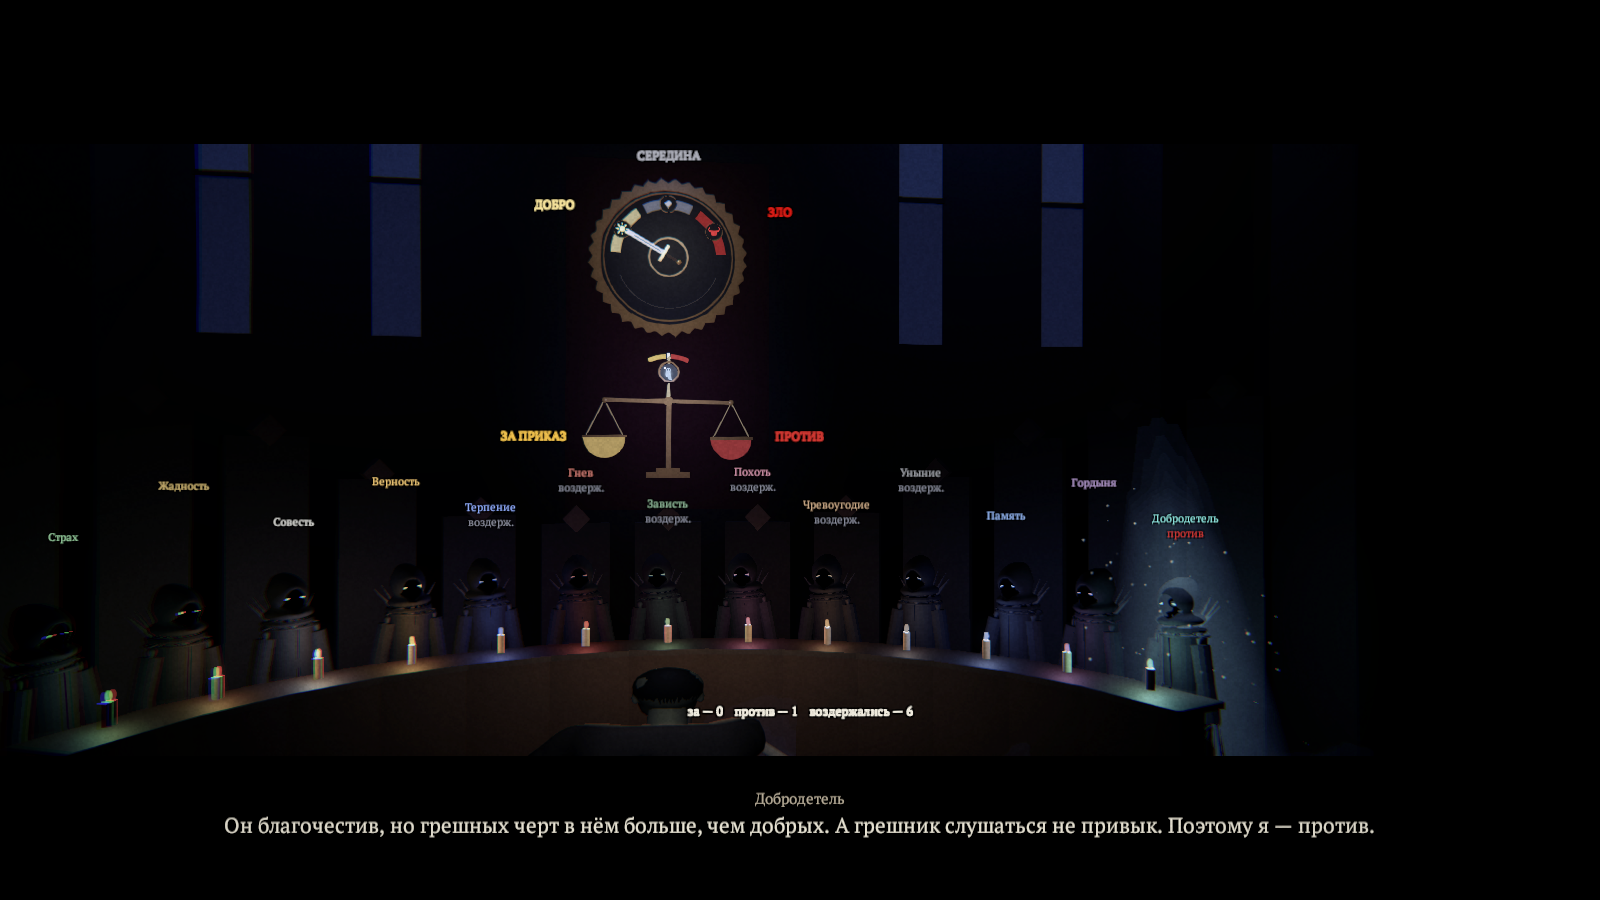 СЕРЕДИНА
ДОБРО
ЗЛО
ЗА ПРИКАЗ
ПРОТИВ
Гнев
воздерж.
Похоть
воздерж.
Уныние
воздерж.
Жадность
Верность
Гордыня
Терпение
воздерж.
Зависть
воздерж.
Чревоугодие
воздерж.
Совесть
Память
Добродетель
против
Страх
за — 0 против — 1 воздержались — 6
Добродетель
Он благочестив, но грешных черт в нём больше, чем добрых. А грешник слушаться не привык. Поэтому я — против.